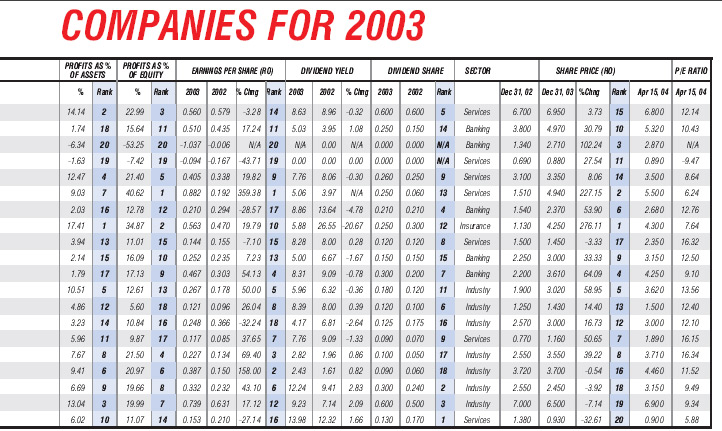 COMPANIES FOR 2003
PROFITS AS % OF ASSETS PROFITS AS % OF EQUITY EARNINGS PER SHARE (RO) DIVIDEND YIELD DIVIDEND SHARE SECTOR SHARE PRICE (RO) P/E RATIO
% Rank % Rank 2003 2002 % Chng Rank 2003 2002 % Chng 2003 2002 Rank Dec 31, 02 Dec 31, 03 %Chng Rank Apr 15, 04 Apr 15, 04
14.14 2 22.99 3 0.560 0.579 -3.28 14 8.63 8.96 -0.32 0.600 0.600 5 Services 6.700 6.950 3.73 15 6.800 12.14
1.74 18 15.64 11 0.510 0.435 17.24 11 5.03 3.95 1.08 0.250 0.150 14 Banking 3.800 4.970 30.79 10 5.320 10.43
-6.34 20 -53.25 20 -1.037 -0.006 N/A 20 N/A 0.00 N/A 0.000 0.000 N/A Banking 1.340 2.710 102.24 3 2.870 N/A
-1.63 19 -7.42 19 -0.094 -0.167 -43.71 19 0.00 0.00 0.00 0.000 0.000 N/A Services 0.690 0.880 27.54 11 0.890 -9.47
12.47 4 21.40 5 0.405 0.338 19.82 9 7.76 8.06 -0.30 0.260 0.250 9 Services 3.100 3.350 8.06 14 3.500 8.64
9.03 7 40.62 1 0.882 0.192 359.38 1 5.06 3.97 N/A 0.250 0.060 13 Services 1.510 4.940 227.15 2 5.500 6.24
2.03 16 12.78 12 0.210 0.294 -28.57 17 8.86 13.64 -4.78 0.210 0.210 4 Banking 1.540 2.370 53.90 6 2.680 12.76
17.41 1 34.87 2 0.563 0.470 19.79 10 5.88 26.55 -20.67 0.250 0.300 12 Insurance 1.130 4.250 276.11 1 4.300 7.64
3.94 13 11.01 15 0.144 0.155 -7.10 15 8.28 8.00 0.28 0.120 0.120 8 Services 1.500 1.450 -3.33 17 2.350 16.32
2.14 15 16.09 10 0.252 0.235 7.23 13 5.00 6.67 -1.67 0.150 0.150 15 Banking 2.250 3.000 33.33 9 3.150 12.50
1.79 17 17.13 9 0.467 0.303 54.13 4 8.31 9.09 -0.78 0.300 0.200 7 Banking 2.200 3.610 64.09 4 4.250 9.10
10.51 5 12.61 13 0.267 0.178 50.00 5 5.96 6.32 -0.36 0.180 0.120 11 Industry 1.900 3.020 58.95 5 3.620 13.56
4.86 12 5.60 18 0.121 0.096 26.04 8 8.39 8.00 0.39 0.120 0.100 6 Industry 1.250 1.430 14.40 13 1.500 12.40
3.23 14 10.84 16 0.248 0.366 -32.24 18 4.17 6.81 -2.64 0.125 0.175 16 Industry 2.570 3.000 16.73 12 3.000 12.10
5.96 11 9.87 17 0.117 0.085 37.65 7 7.76 9.09 -1.33 0.090 0.070 9 Services 0.770 1.160 50.65 7 1.890 16.15
7.67 8 21.50 4 0.227 0.134 69.40 3 2.82 1.96 0.86 0.100 0.050 17 Industry 2.550 3.550 39.22 8 3.710 16.34
9.41 6 20.97 6 0.387 0.150 158.00 2 2.43 1.61 0.82 0.090 0.060 18 Industry 3.720 3.700 -0.54 16 4.460 11.52
6.69 9 19.66 8 0.332 0.232 43.10 6 12.24 9.41 2.83 0.300 0.240 2 Industry 2.550 2.450 -3.92 18 3.150 9.49
13.04 3 19.99 7 0.739 0.631 17.12 12 9.23 7.14 2.09 0.600 0.500 3 Industry 7.000 6.500 -7.14 19 6.900 9.34
6.02 10 11.07 14 0.153 0.210 -27.14 16 13.98 12.32 1.66 0.130 0.170 1 Services 1.380 0.930 -32.61 20 0.900 5.88